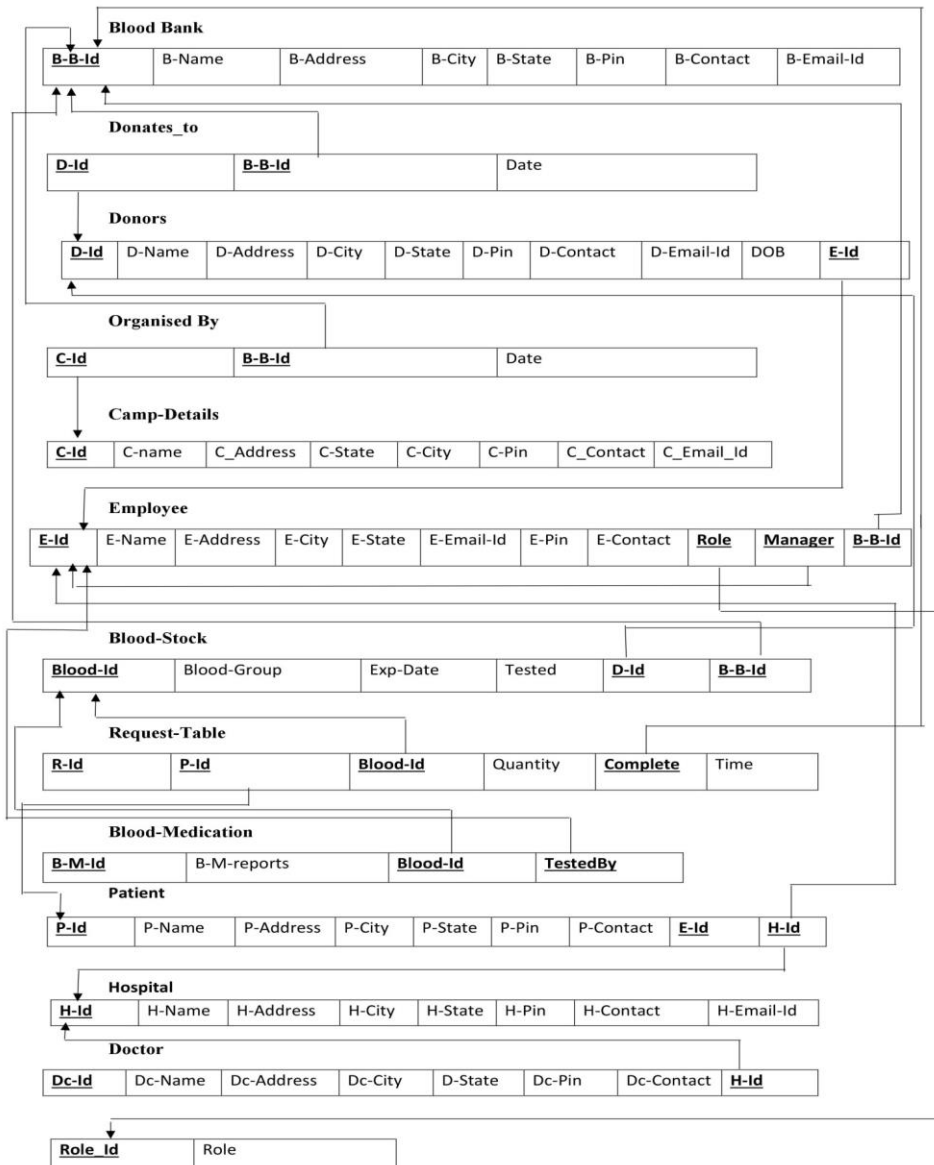 Blood Bank
B-B-Id B-Name B-Address B-City B-State B-Pin B-Contact B-Email-Id
Donates_to
D-Id B-B-Id Date
Donors
D-Id D-Name D-Address D-City D-State D-Pin D-Contact D-Email-Id DOB E-Id
Organised By
C-Id B-B-Id Date
Camp-Details
C-Id C-name C_Address C-State C-City C-Pin C_Contact C_Email_Id
Employee
E-Id E-Name E-Address E-City E-State E-Email-Id E-Pin E-Contact Role Manager B-B-Id
Blood-Stock
Blood-Id Blood-Group Exp-Date Tested D-Id B-B-Id
Request-Table
R-Id P-Id Blood-Id Quantity Complete Time
Blood-Medication
B-M-Id B-M-reports Blood-Id TestedBy
Patient
P-Id P-Name P-Address P-City P-State P-Pin P-Contact E-Id H-Id
Hospital
H-Id H-Name H-Address H-City H-State H-Pin H-Contact H-Email-Id
Doctor
Dc-Id Dc-Name Dc-Address Dc-City D-State Dc-Pin Dc-Contact H-Id
Role_Id Role